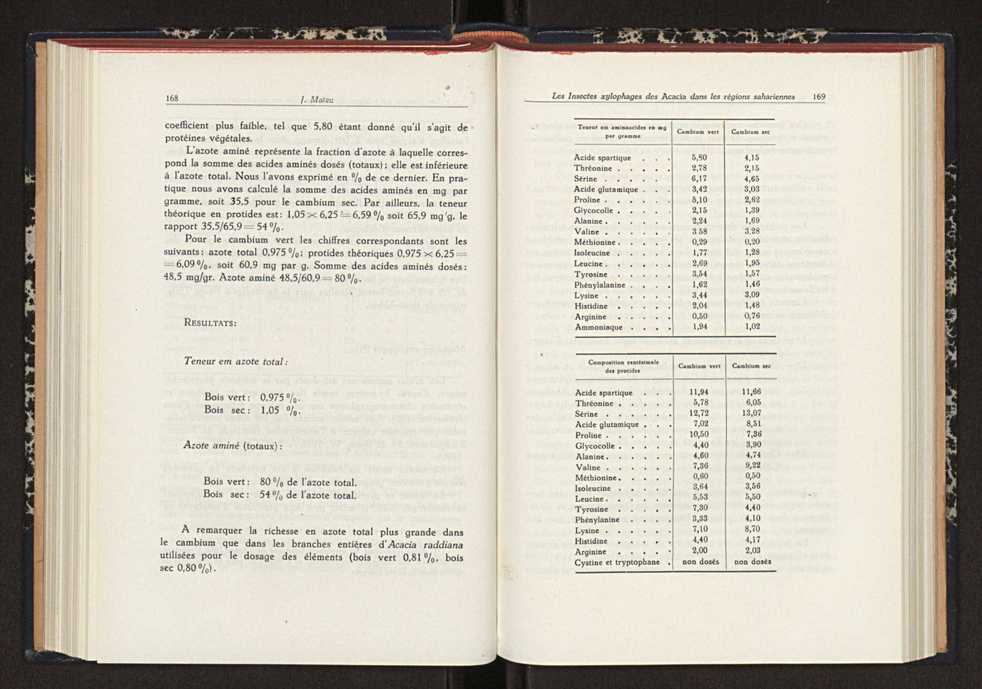 168
J. Mateu
coefficient plus faible, tel que 5,80 étant donné qu'il s'agit de
protéines végétales.
L'azote aminé représente la fraction d'azote à laquelle corres-
pond la somme des acides aminés dosés (totaux); elle est inférieure
à l'azote total. Nous l'avons exprimé en % de ce dernier. En pra-
tique nous avons calculé la somme des acides aminés en mg par
gramme, soit 35,5 pour le cambium sec. Par ailleurs, la teneur
théorique en protides est: 1,05 × 6,25 = 6,59 % soit 65,9 mg/g, le
rapport 35,5/65,9 = 54 %.
Pour le cambium vert les chiffres correspondants sont les
suivants: azote total 0,975 %; protides théoriques 0,975 × 6,25 =
= 6,09 %, soit 60,9 mg par g. Somme des acides aminés dosés:
48,5 mg/gr. Azote aminé 48,5/60,9 = 80 %.
RESULTATS:
Teneur em azote total:
Bois vert: 0,975 %.
Bois sec: 1,05 %.
Azote aminé (totaux):
Bois vert: 80 % de l'azote total.
Bois sec: 54 % de l'azote total.
A remarquer la richesse en azote total plus grande dans
le cambium que dans les branches entières d'Acacia raddiana
utilisées pour le dosage des éléments (bois vert 0,81 %, bois
sec 0,80 %).
Les Insectes xylophages des Acacia dans les régions sahariennes 169
Teneur em aminoacides en mg
par gramme Cambium vert Cambium sec
Acide spartique . . . 5,80 4,15
Thréonine . . . . . 2,78 2,15
Sérine . . . . . . 6,17 4,65
Acide glutamique . . . 3,42 3,03
Proline . . . . . . 5,10 2,62
Glycocolle . . . . . 2,15 1,39
Alanine . . . . . . 2,24 1,69
Valine . . . . . . 3 58 3,28
Méthionine . . . . . 0,29 0,20
Isoleucine . . . . . 1,77 1,28
Leucine . . . . . . 2,69 1,95
Tyrosine . . . . . 3,54 1,57
Phénylalanine . . . . 1,62 1,46
Lysine . . . . . . 3,44 3,09
Histidine . . . . . 2,04 1,48
Arginine . . . . . 0,50 0,76
Ammoniaque . . . . 1,94 1,02
Composition centésimale
des procides Cambium vert Cambium sec
Acide spartique . . . 11,94 11,66
Thréonine . . . . . 5,78 6,05
Sérine . . . . . . 12,72 13,07
Acide glutamique . . . 7,02 8,51
Proline . . . . . . 10,50 7,36
Glycocolle . . . . . 4,40 3,90
Alanine . . . . . . 4,60 4,74
Valine . . . . . . 7,36 9,22
Méthionine . . . . . 0,60 0,50
Isoleucine . . . . . 3,64 3,56
Leucine . . . . . . 5,53 5,50
Tyrosine . . . . . 7,30 4,40
Phénylanine . . . . 3,33 4,10
Lysine . . . . . . 7,10 8,70
Histidine . . . . . 4,40 4,17
Arginine . . . . . 2,00 2,03
Cystine et tryptophane . non dosés non dosés